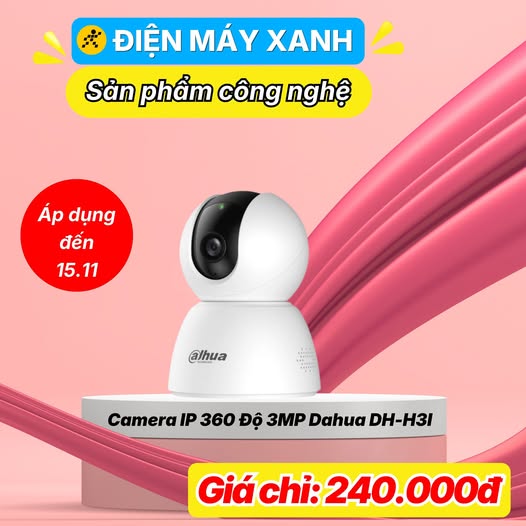 ĐIỆN MÁY XANH
Sản phẩm công nghệ
Áp dụng
đến
15.11
alhua
Camera IP 360 Độ 3MP Dahua DH-H3I
Giá chỉ: 240.000đ